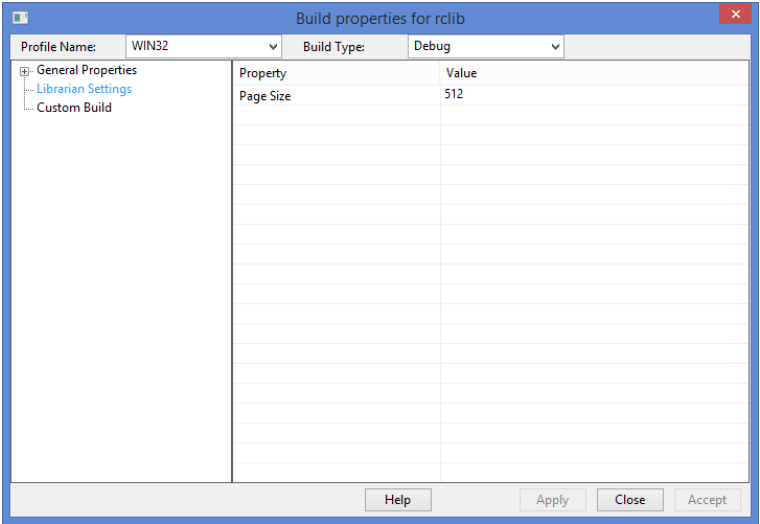 Build properties for rclib
Profile Name: WIN32 Build Type: Debug
General Properties
Librarian Settings
Custom Build
Property Value
Page Size 512
Help Apply Close Accept